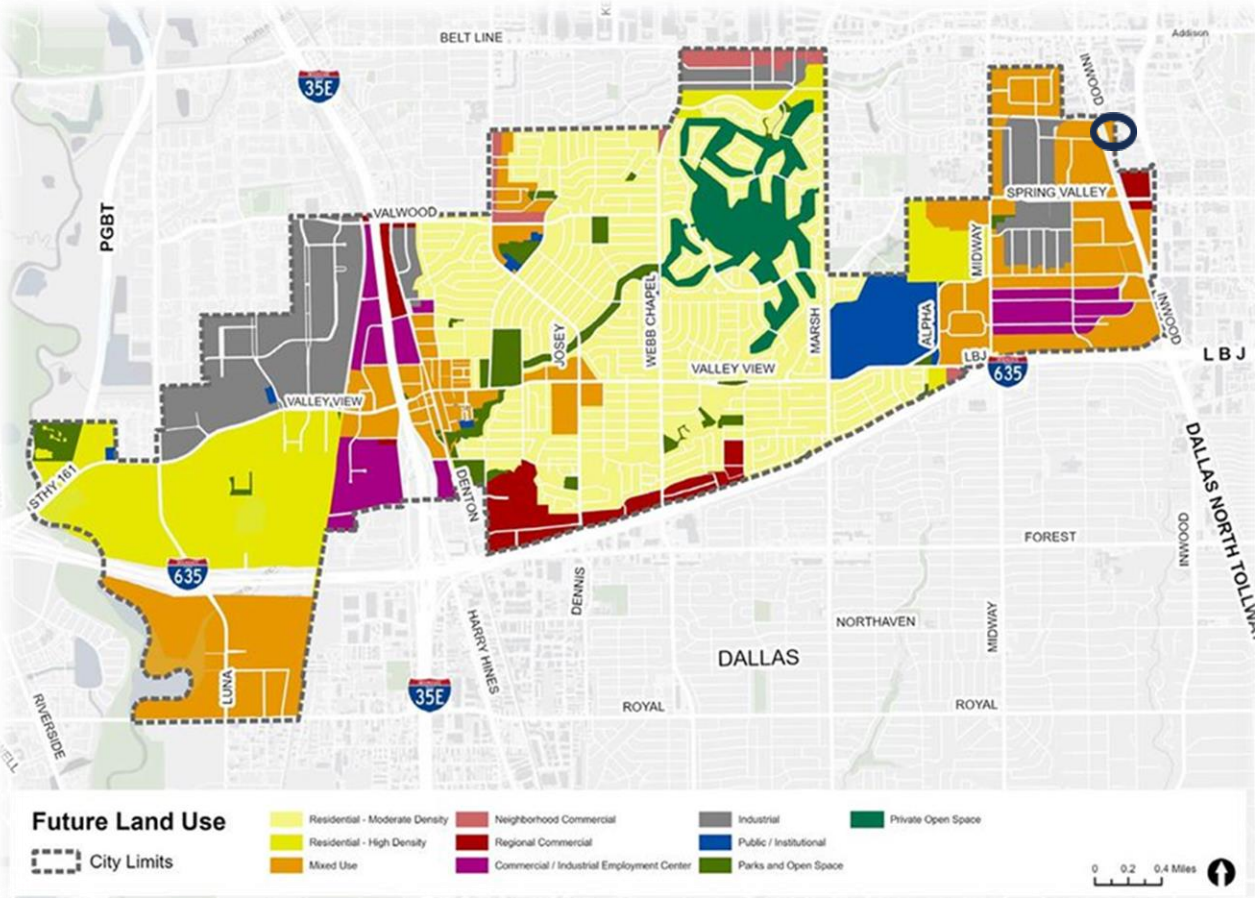 BELT LINE
Addison
INWOOD
35E
PGBT
VALWOOD
SPRING VALLEY
MIDWAY
JOSEY
WEBB CHAPEL
MARSH
ALPHA
INWOOD
LBJ
LBJ
635
VALLEY VIEW
VALLEY VIEW
STHY 161
DENTON
DALLAS NORTH TOLLWAY
INWOOD
FOREST
635
DENNIS
HARRY HINES
NORTHAVEN
MIDWAY
DALLAS
LUNA
35E
ROYAL
ROYAL
RIVERSIDE
Future Land Use
City Limits
Residential - Moderate Density
Residential - High Density
Mixed Use
Neighborhood Commercial
Regional Commercial
Commercial / Industrial Employment Center
Industrial
Public / Institutional
Parks and Open Space
Private Open Space
0 0.2 0.4 Miles